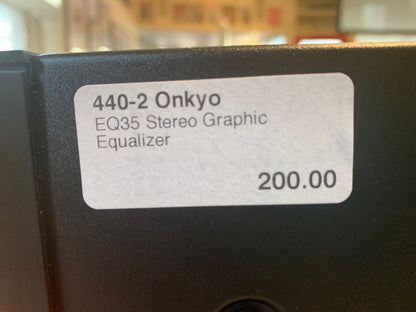 440-2 Onkyo
EQ35 Stereo Graphic
Equalizer
200.00